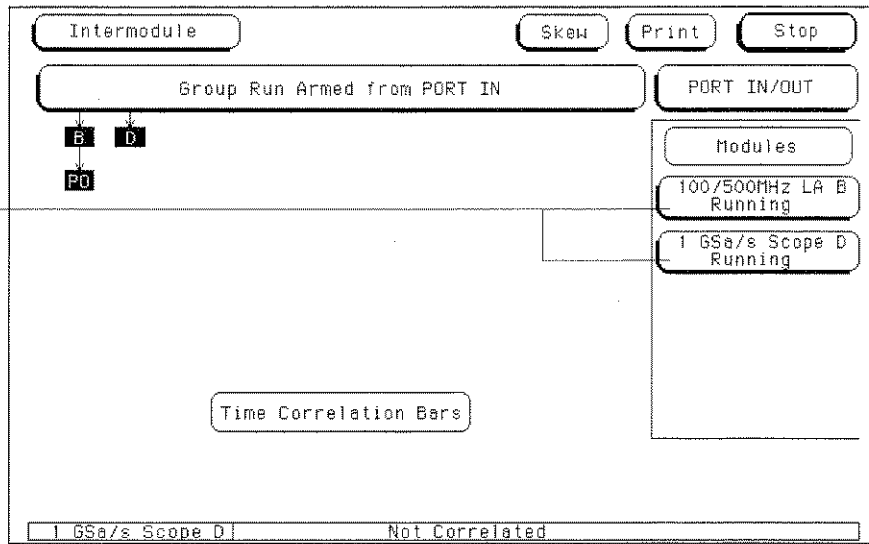 Intermodule
Skew
Print
Stop
Group Run Armed from PORT IN
PORT IN/OUT
B
D
PO
Modules
100/500MHz LA B
Running
1 GSa/s Scope D
Running
Time Correlation Bars
1 GSa/s Scope D
Not Correlated